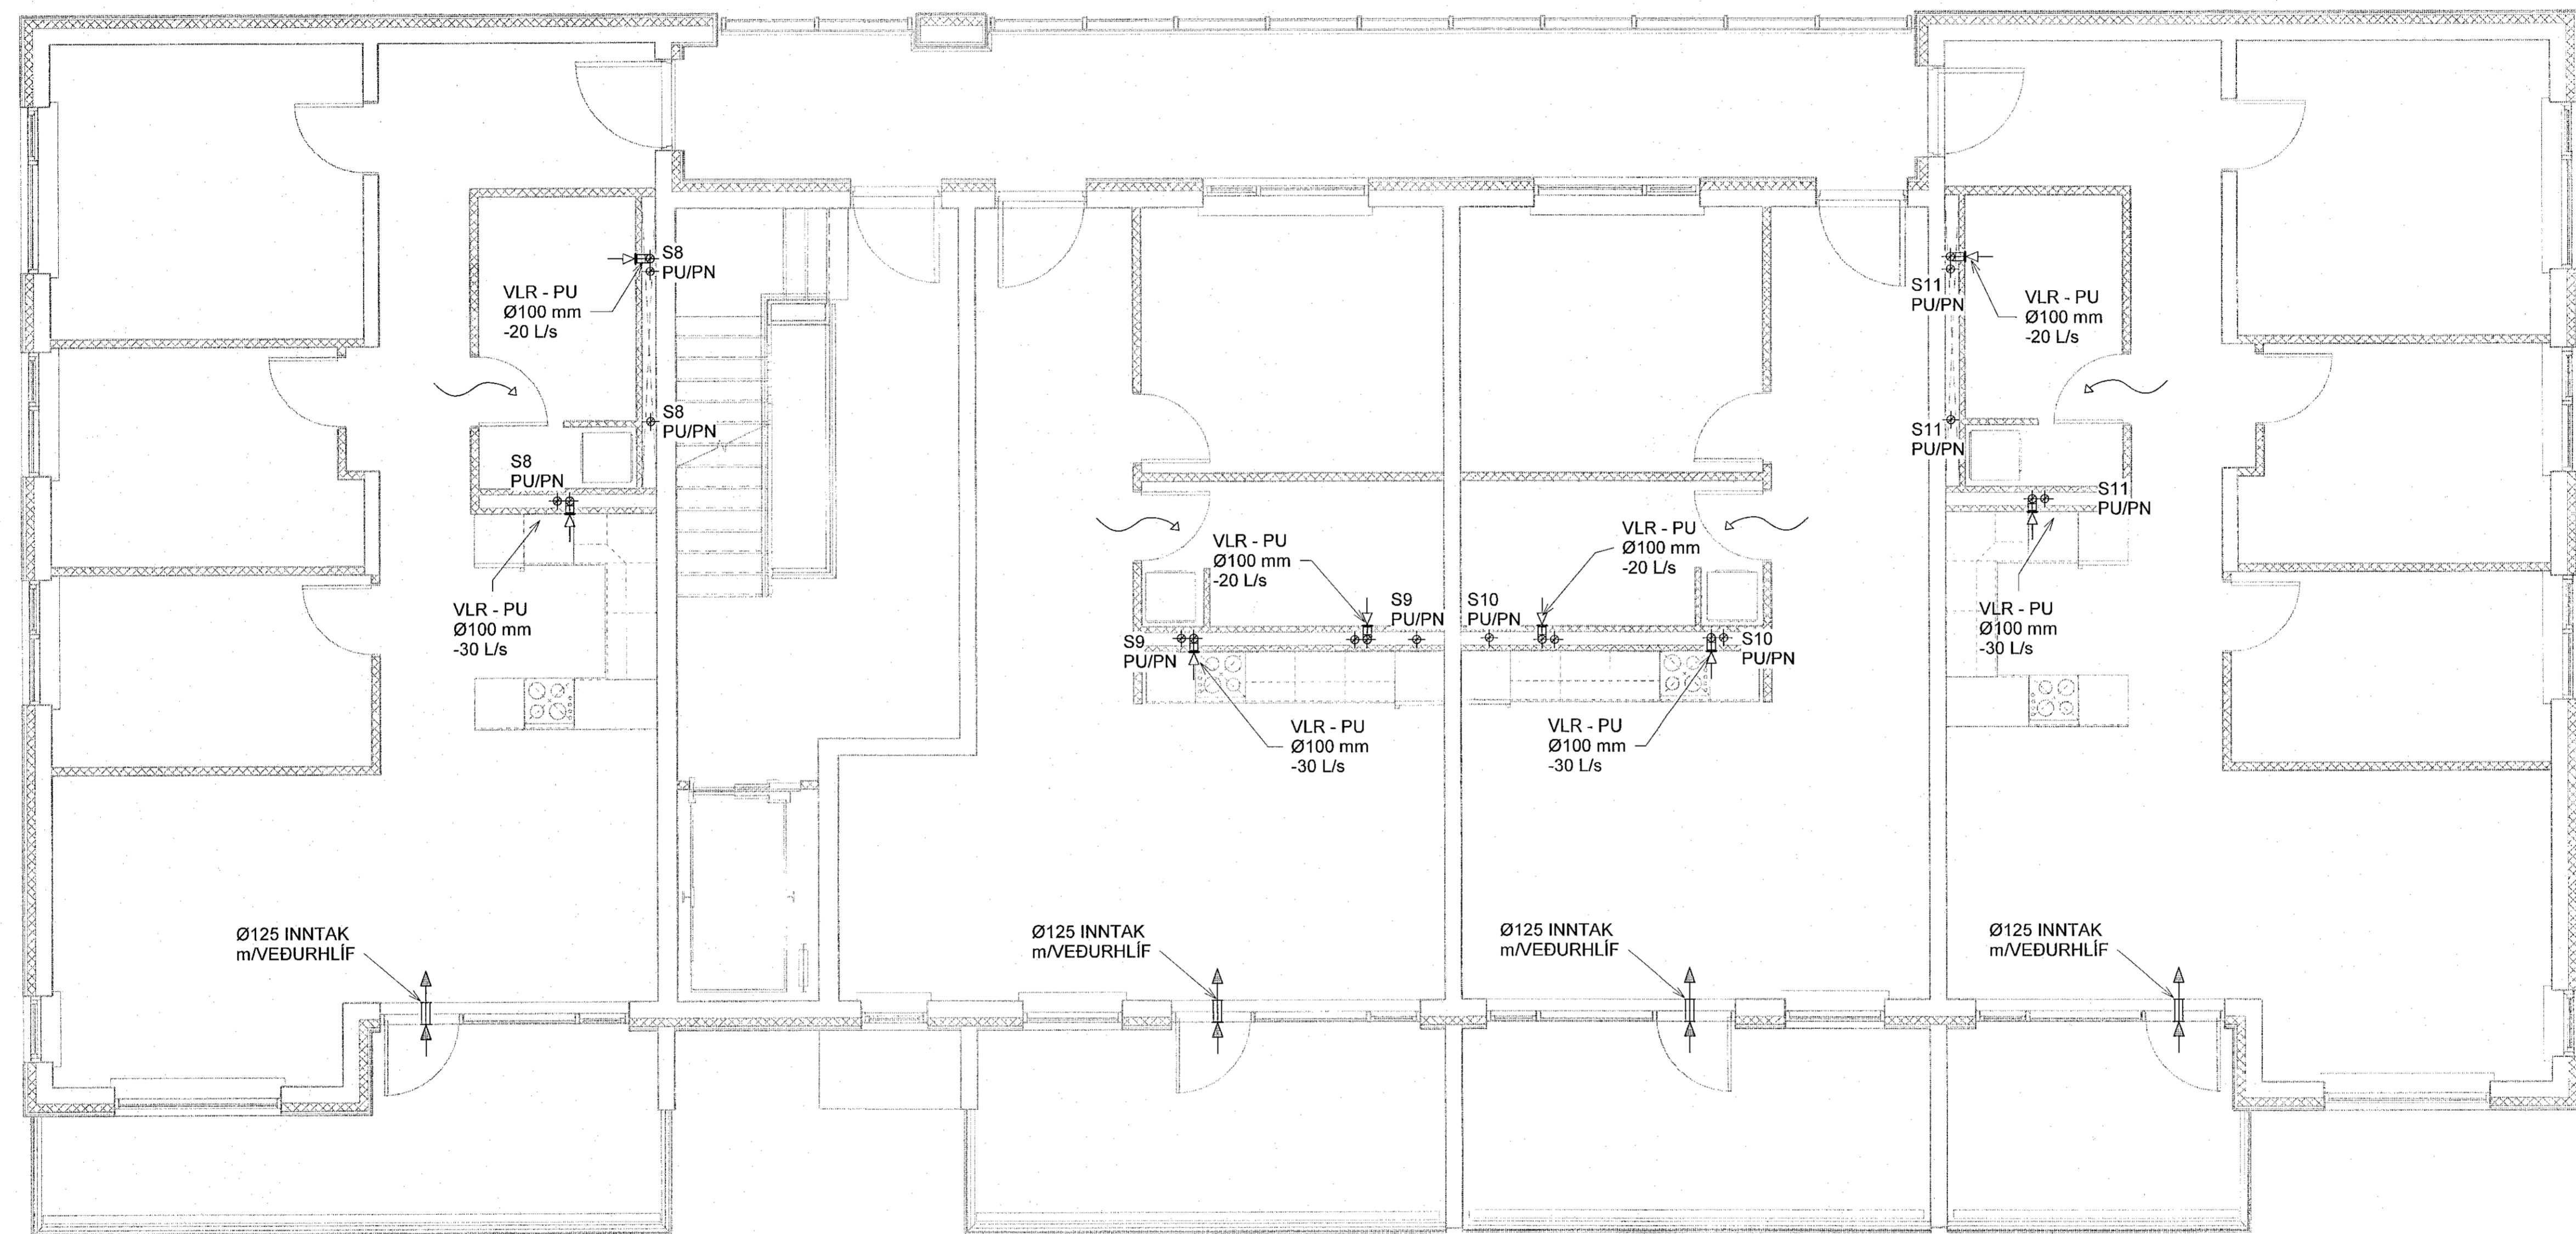 S8
PU/PN
VLR - PU
Ø100 mm
-20 L/s
S8
PU/PN
S8
PU/PN
VLR - PU
Ø100 mm
-30 L/s
Ø125 INNTAK
m/VEÐURHLÍF
VLR - PU
Ø100 mm
-20 L/s
S9
PU/PN
S9
PU/PN
VLR - PU
Ø100 mm
-30 L/s
Ø125 INNTAK
m/VEÐURHLÍF
VLR - PU
Ø100 mm
-20 L/s
S10
PU/PN
S10
PU/PN
VLR - PU
Ø100 mm
-30 L/s
Ø125 INNTAK
m/VEÐURHLÍF
S11
PU/PN
VLR - PU
Ø100 mm
-20 L/s
S11
PU/PN
S11
PU/PN
VLR - PU
Ø100 mm
-30 L/s
Ø125 INNTAK
m/VEÐURHLÍF